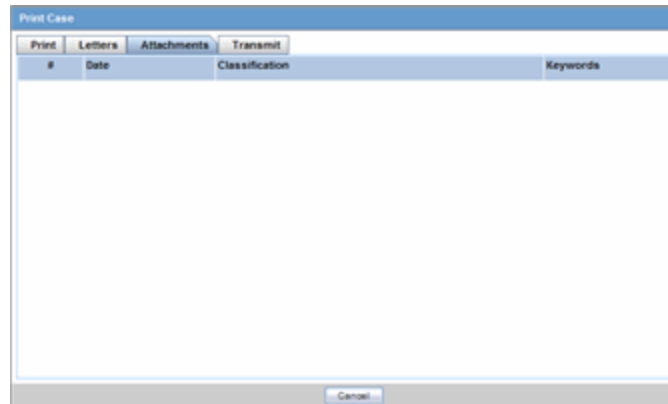 Print Case
Print Letters Attachments Transmit
# Date Classification Keywords
Cancel